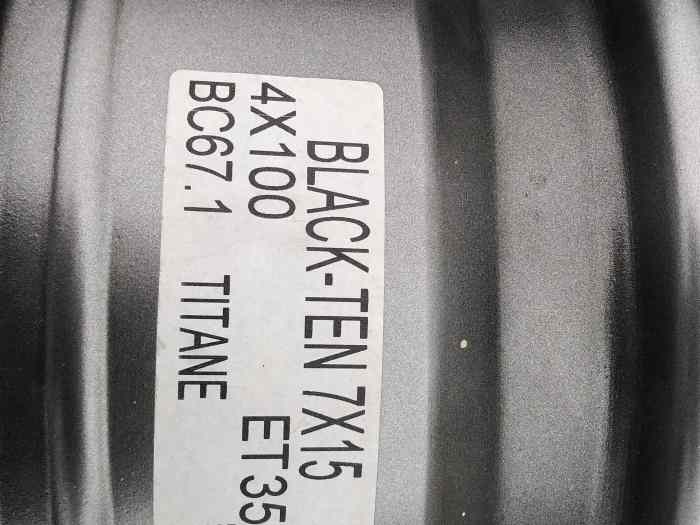 BLACK-TEN 7X15
4X100 ET35
BC67.1 TITANE